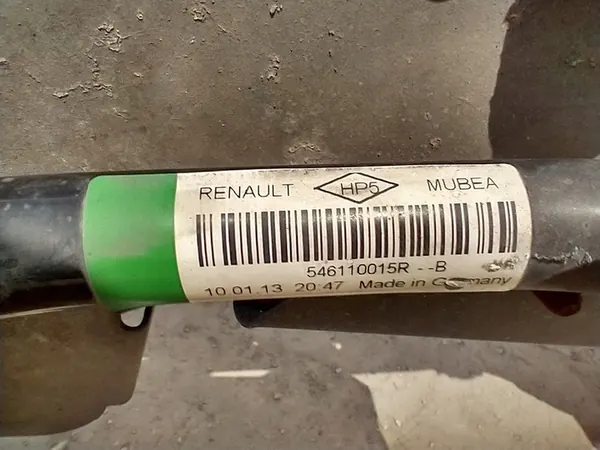 RENAULT HP5 MUBEA
546110015R --B
10.01.13 20:47 Made in Germany